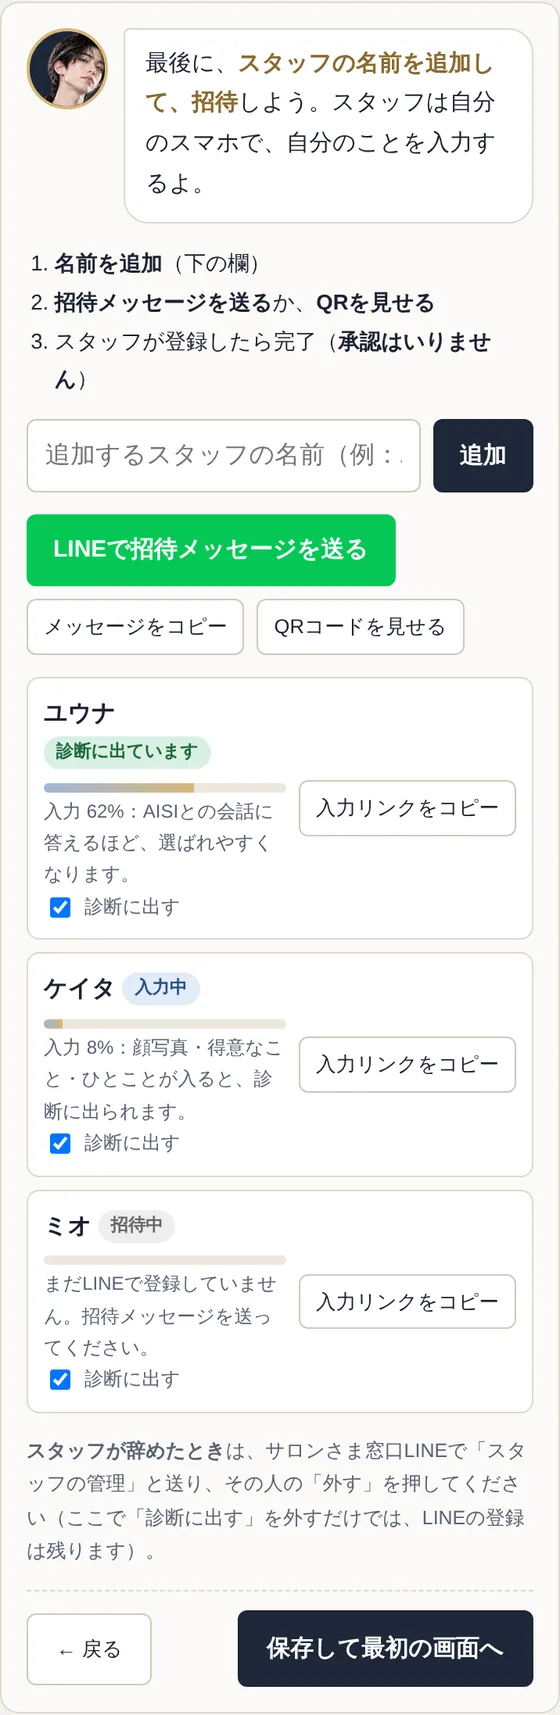 最後に、スタッフの名前を追加し
て、招待しよう。スタッフは自分
のスマホで、自分のことを入力す
るよ。
1. 名前を追加（下の欄）
2. 招待メッセージを送るか、QRを見せる
3. スタッフが登録したら完了（承認はいりませ
ん）
追加するスタッフの名前（例：
追加
LINEで招待メッセージを送る
メッセージをコピー
QRコードを見せる
ユウナ
診断に出ています
入力 62%：AISIとの会話に
答えるほど、選ばれやすく
なります。
診断に出す
入力リンクをコピー
ケイタ 入力中
入力 8%：顔写真・得意なこ
と・ひとことが入ると、診
断に出られます。
診断に出す
入力リンクをコピー
ミオ 招待中
まだLINEで登録していませ
ん。招待メッセージを送っ
てください。
診断に出す
入力リンクをコピー
スタッフが辞めたときは、サロンさま窓口LINEで「スタ
ッフの管理」と送り、その人の「外す」を押してくださ
い（ここで「診断に出す」を外すだけでは、LINEの登録
は残ります）。
← 戻る
保存して最初の画面へ